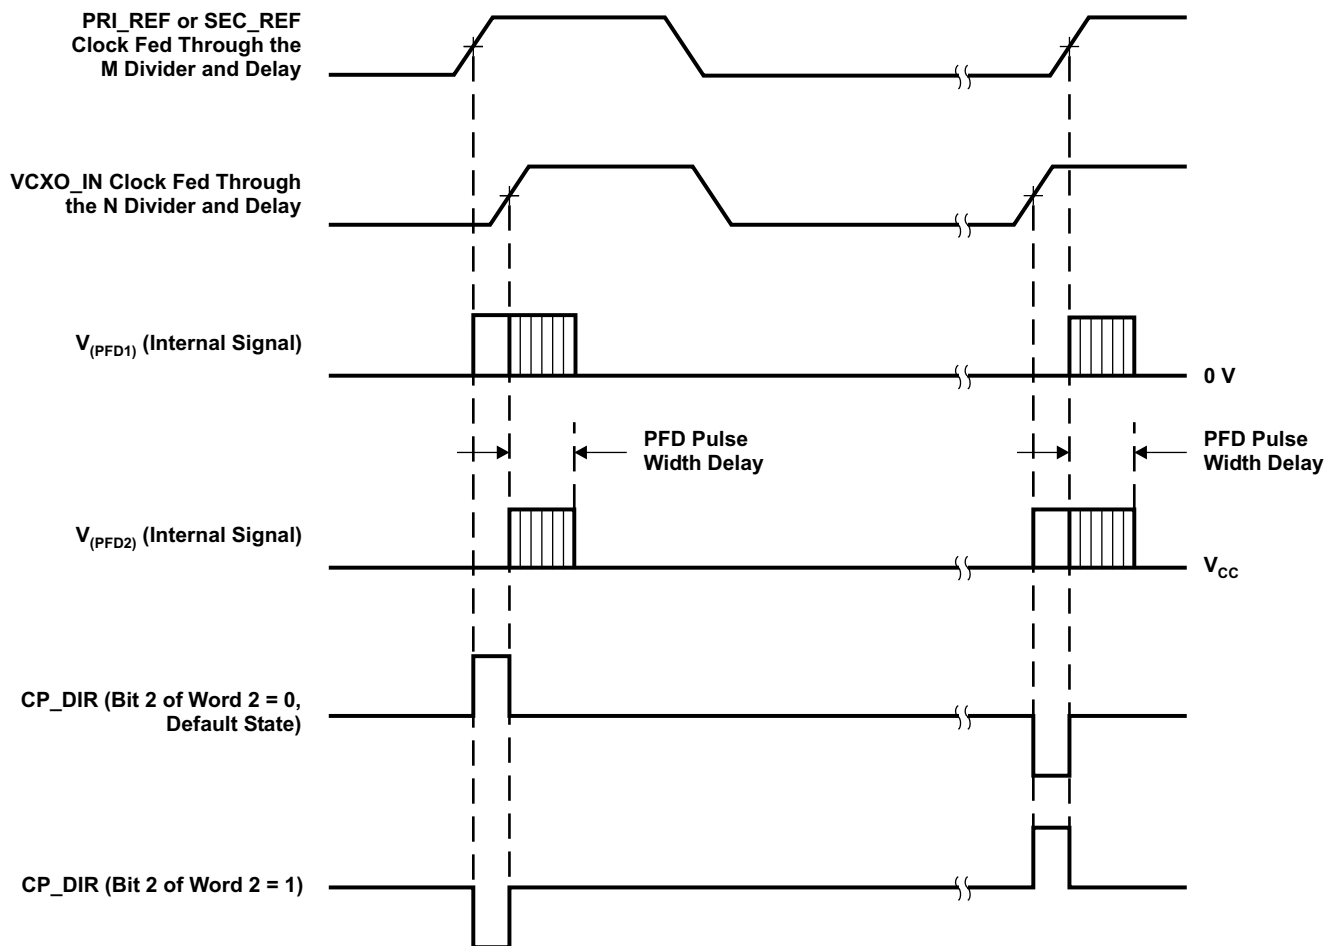 PRI_REF or SEC_REF
Clock Fed Through the
M Divider and Delay
VCXO_IN Clock Fed Through
the N Divider and Delay
V(PFD1) (Internal Signal)
0 V
PFD Pulse
Width Delay
PFD Pulse
Width Delay
V(PFD2) (Internal Signal)
VCC
CP_DIR (Bit 2 of Word 2 = 0,
Default State)
CP_DIR (Bit 2 of Word 2 = 1)